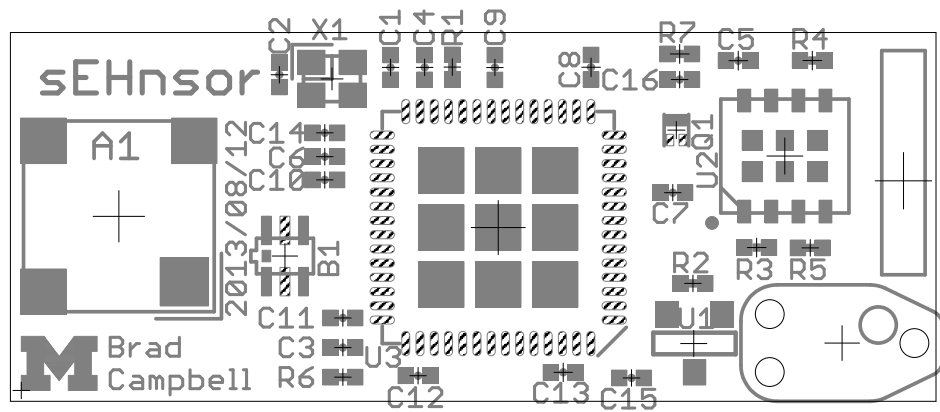 C2
X1
C1
C4
R1
C9
C8
R7
C16
C5
R4
sEHnsor
A1
C14
C6
C10
2013/08/12
B1
Q1
U2
C7
R3
R5
R2
U1
C11
C3
R6
U3
C12
C13
C15
M
Brad
Campbell